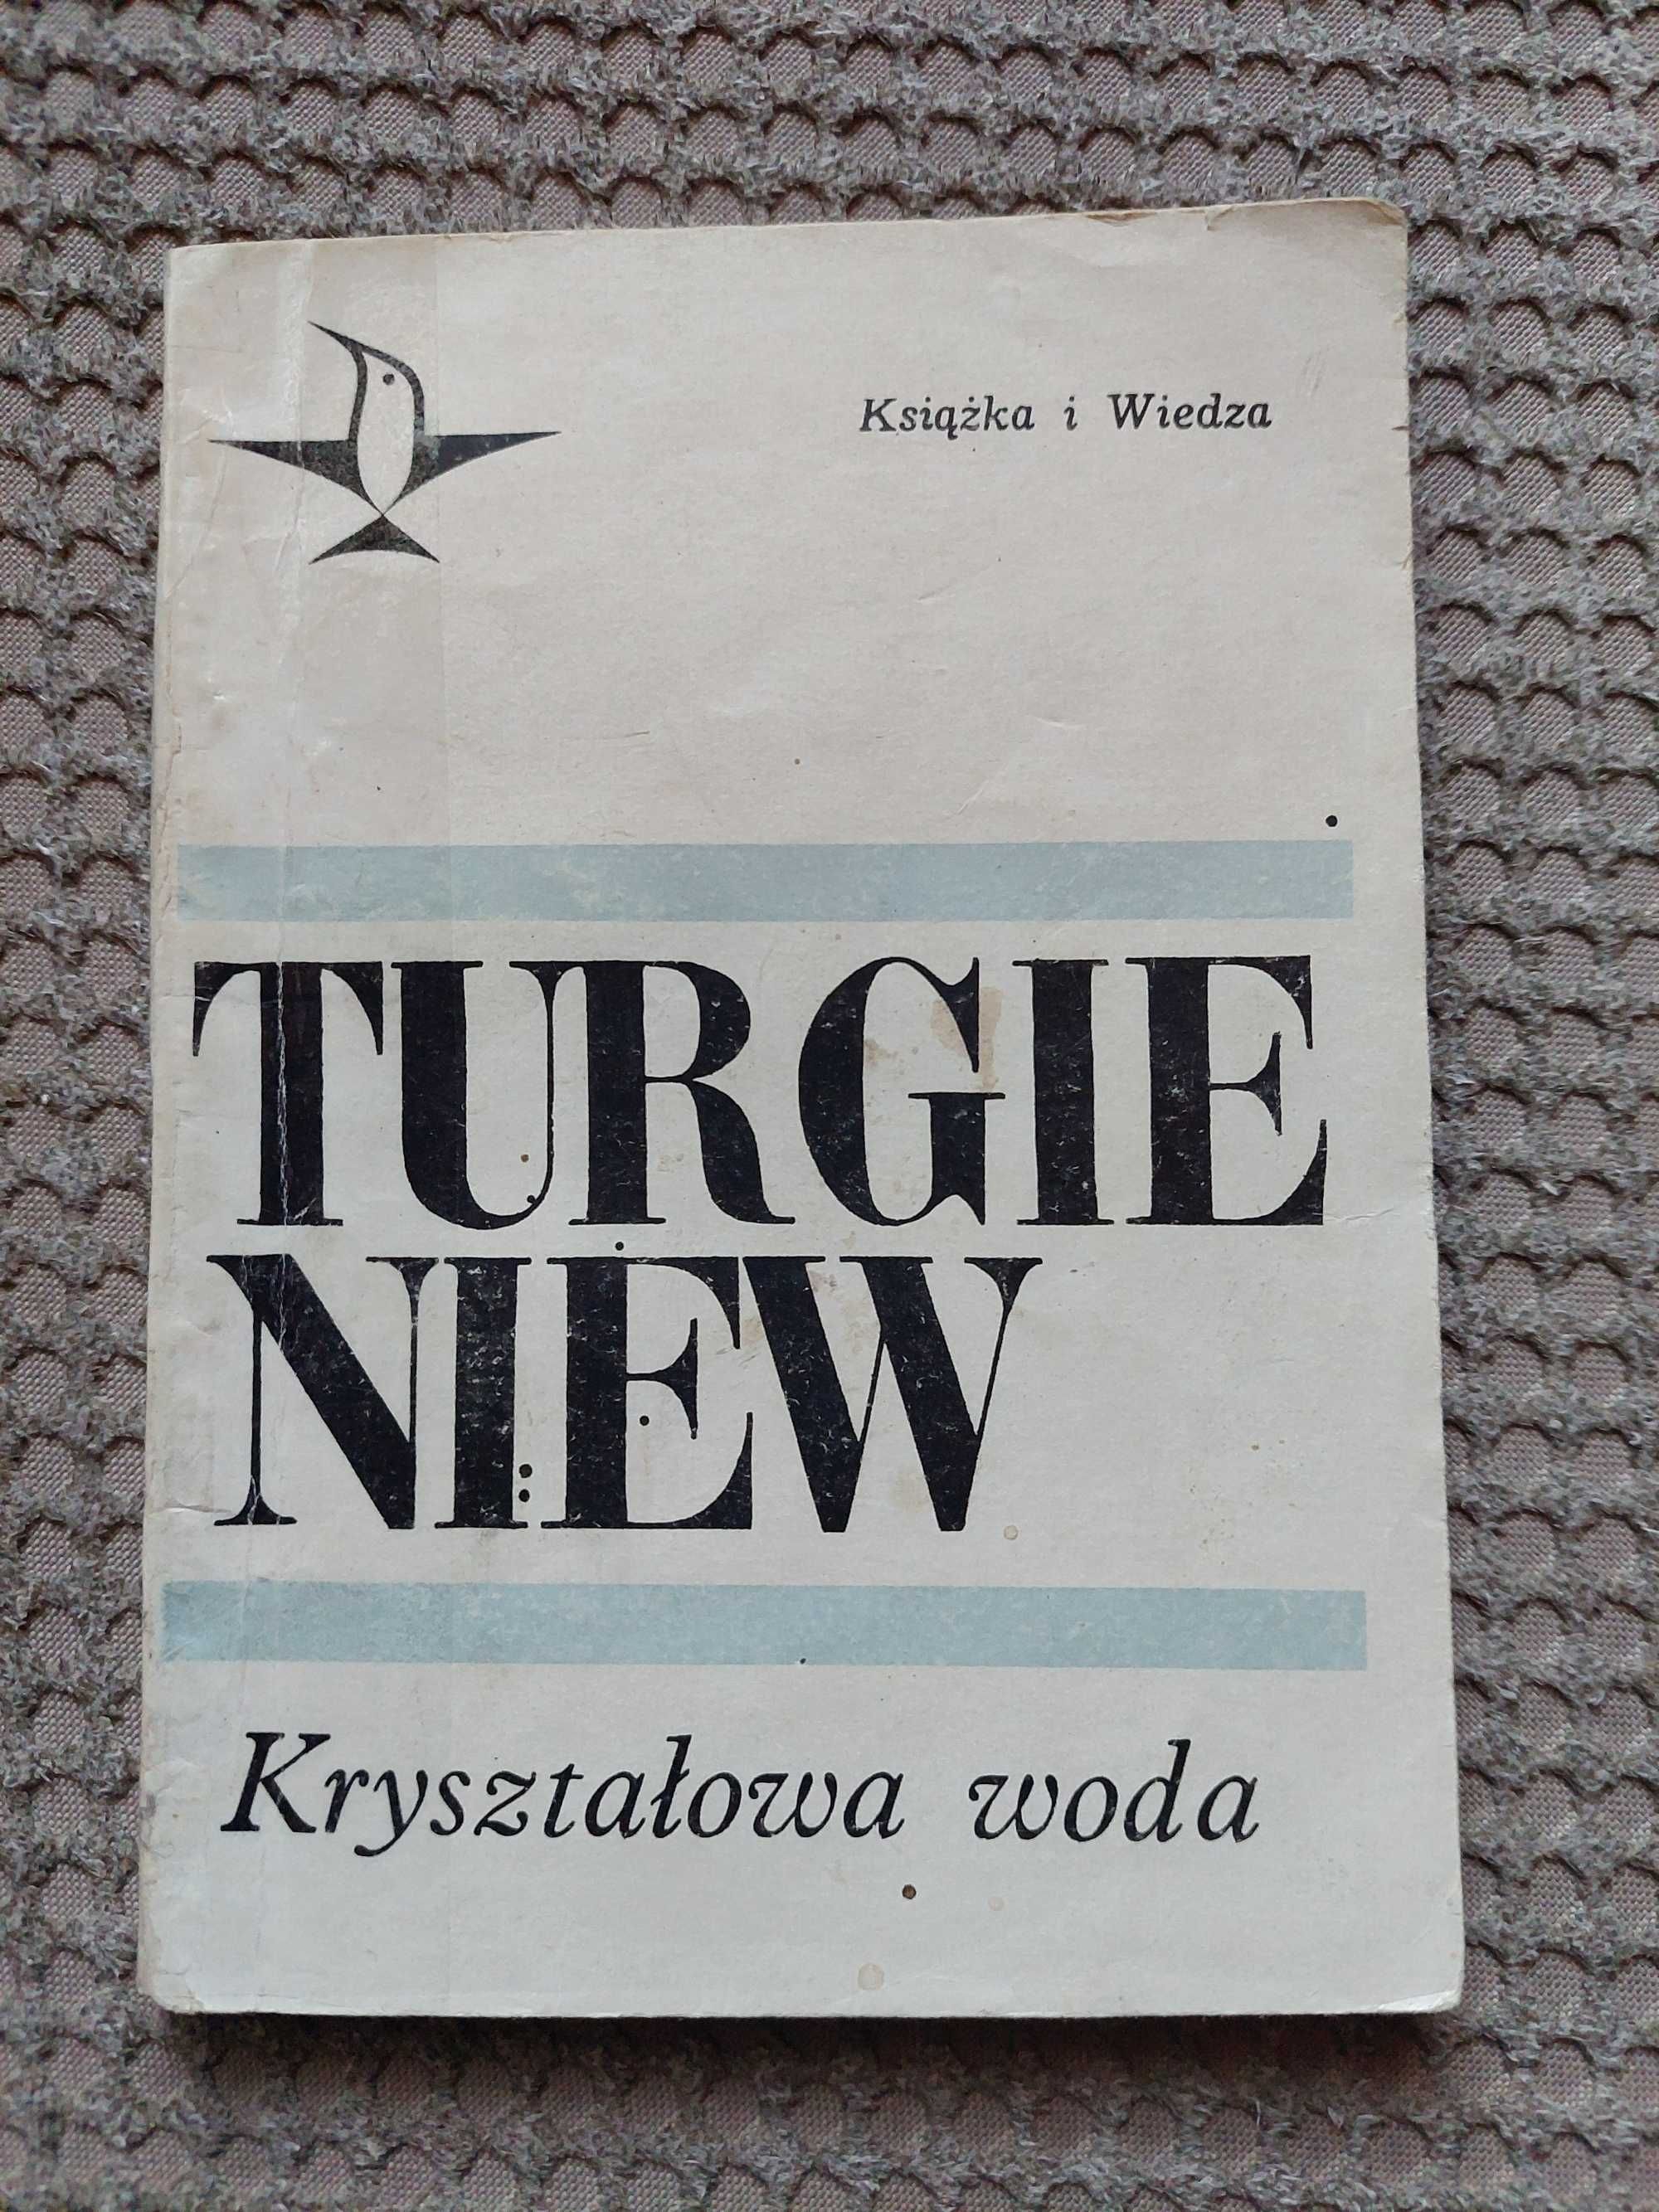 Książka i Wiedza
TURGIE
NIEW
Kryształowa woda